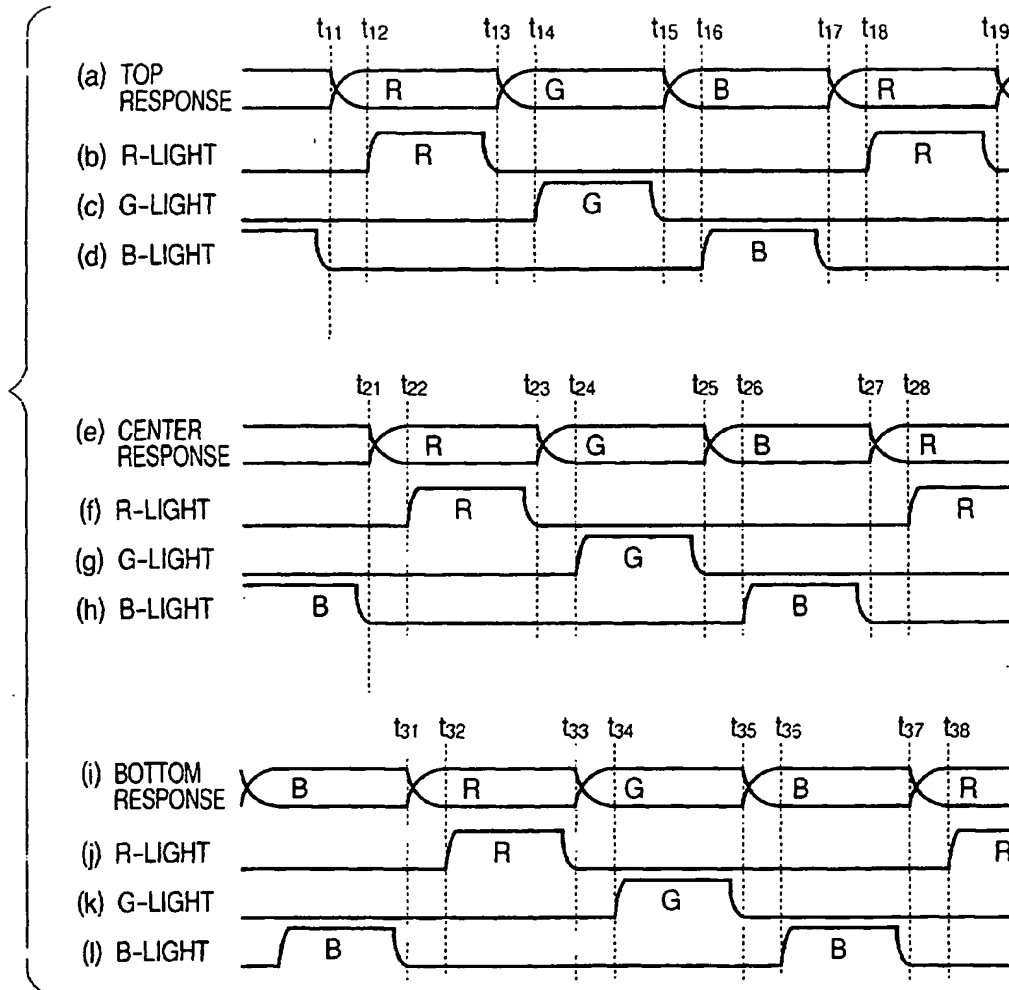 t11 t12 t13 t14 t15 t16 t17 t18 t19
(a) TOP RESPONSE R G B R
(b) R-LIGHT R R
(c) G-LIGHT G
(d) B-LIGHT B
t21 t22 t23 t24 t25 t26 t27 t28
(e) CENTER RESPONSE R G B R
(f) R-LIGHT R R
(g) G-LIGHT G
(h) B-LIGHT B B
t31 t32 t33 t34 t35 t36 t37 t38
(i) BOTTOM RESPONSE B R G B R
(j) R-LIGHT R R
(k) G-LIGHT G
(l) B-LIGHT B B